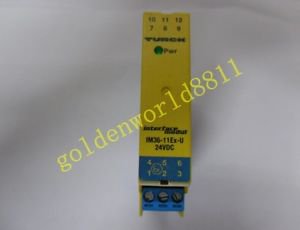 10 11 12
7 8 9
TURCK
Pwr
goldenworld8811
interface
modul
IM36-11Ex-U
24VDC
4 5 6
1 2 3